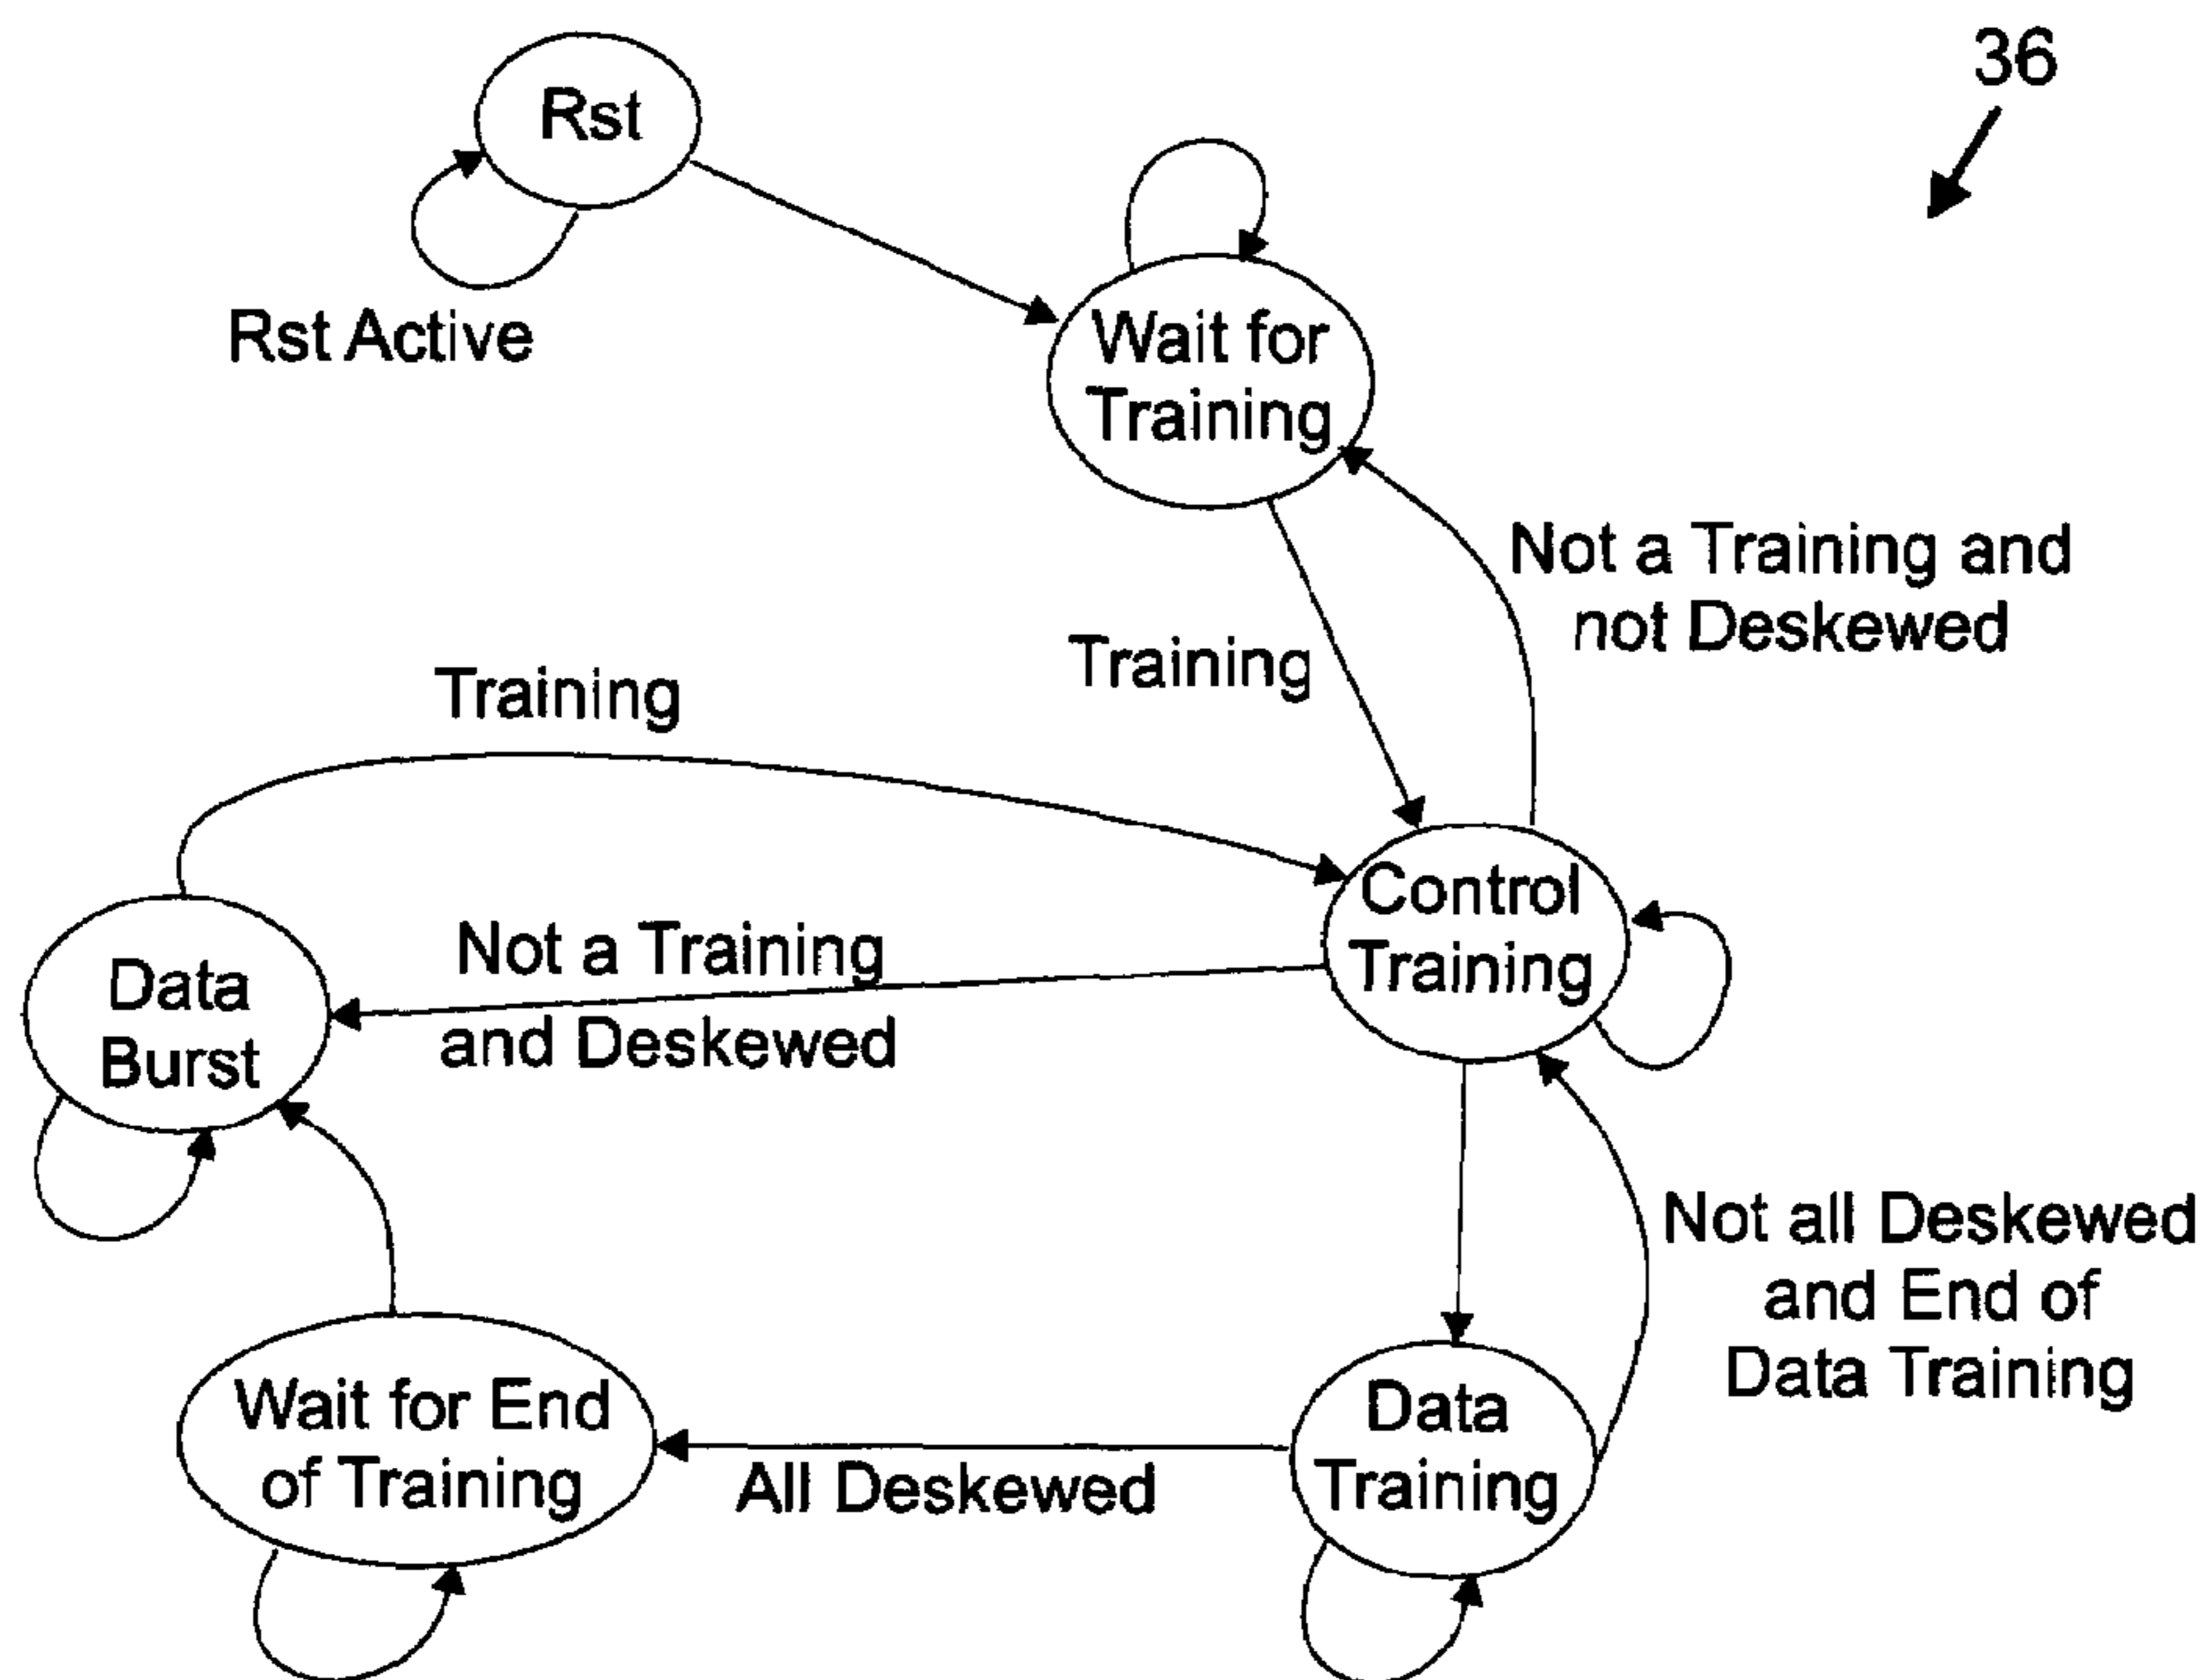 36
Rst
Rst Active
Wait for
Training
Not a Training and
not Deskewed
Training
Training
Control
Training
Not a Training
and Deskewed
Data
Burst
Not all Deskewed
and End of
Data Training
Wait for End
of Training
All Deskewed
Data
Training